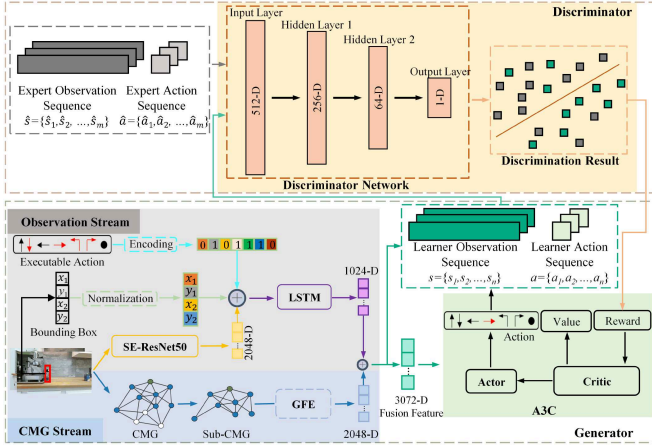 Discriminator
Input Layer
Hidden Layer 1
Hidden Layer 2
Output Layer
512-D
256-D
64-D
1-D
Discriminator Network
Discrimination Result
Expert Observation
Sequence
ŝ={ŝ1,ŝ2, ...,ŝm}
Expert Action
Sequence
â={â1,â2, ...,âm}
Observation Stream
Executable Action
Encoding
0 1 0 1 1 1 0
x1
y1
x2
y2
Bounding Box
Normalization
x1
y1
x2
y2
SE-ResNet50
2048-D
LSTM
1024-D
CMG Stream
CMG
Sub-CMG
GFE
2048-D
3072-D
Fusion Feature
Learner Observation
Sequence
s={s1,s2,...,sn}
Learner Action
Sequence
a={a1,a2,...,an}
Action
Value
Reward
Actor
Critic
A3C
Generator